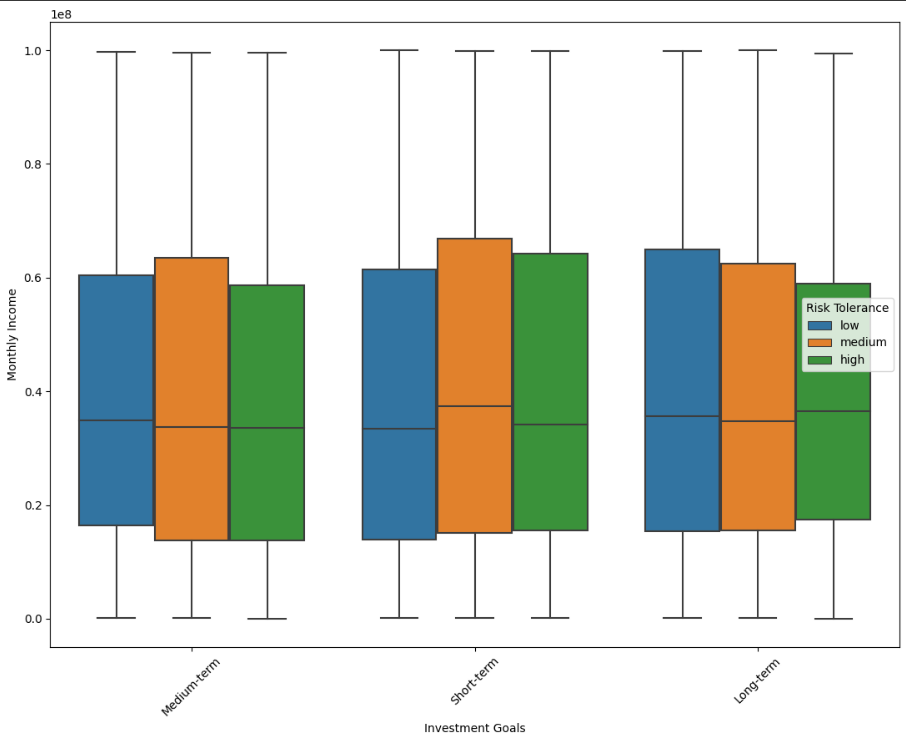 1e8
1.0
0.8
0.6
0.4
0.2
0.0
Monthly Income
Risk Tolerance
low
medium
high
Medium-term
Short-term
Long-term
Investment Goals